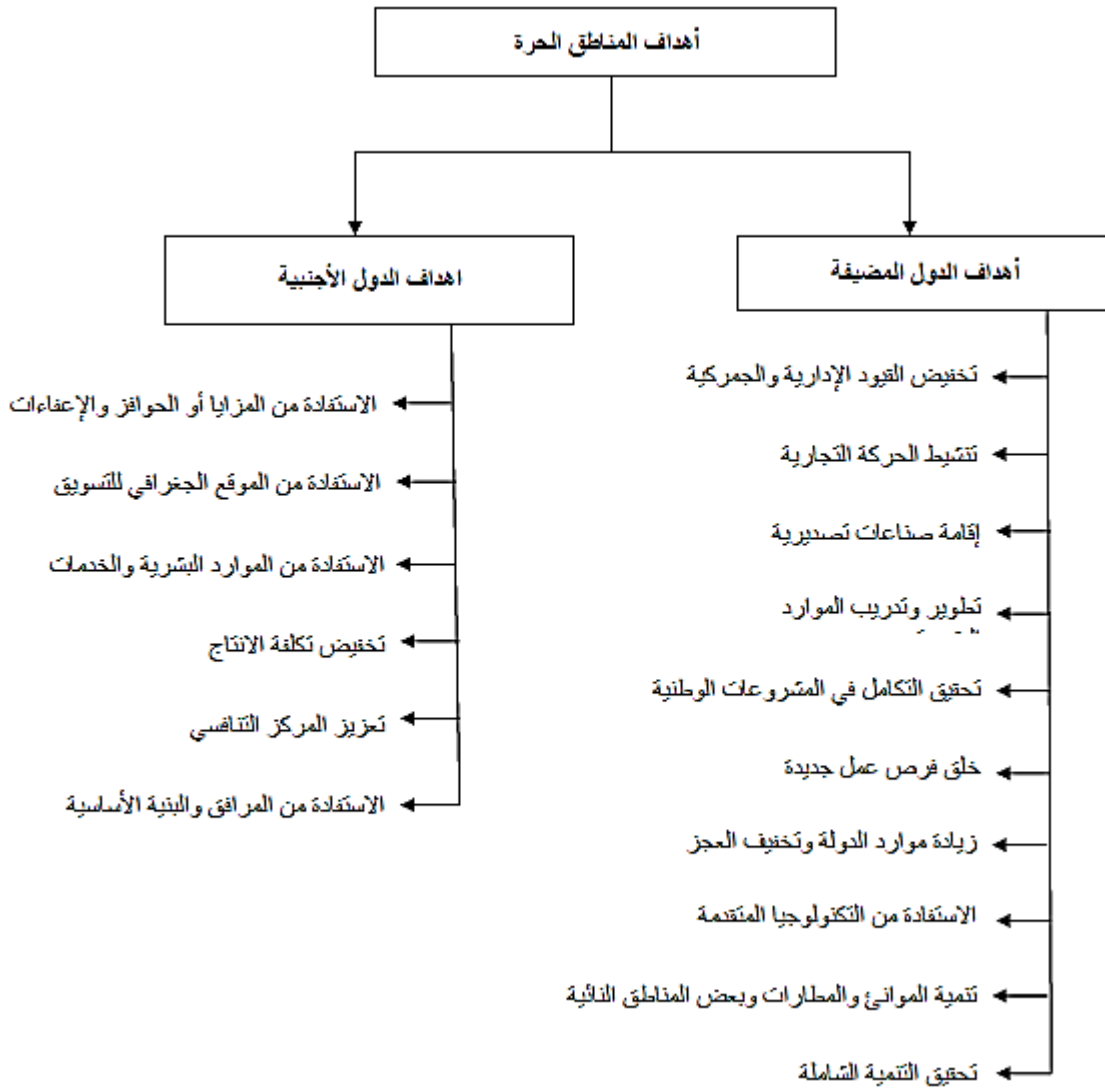 أهداف المناطق الحرة
أهداف الدول المضيفة
تخفيض القيود الإدارية والجمركية
تنشيط الحركة التجارية
إقامة صناعات تصديرية
تطوير وتدريب الموارد
تحقيق التكامل في المشروعات الوطنية
خلق فرص عمل جديدة
زيادة موارد الدولة وتخفيف العجز
الاستفادة من التكنولوجيا المتقدمة
تنمية الموانئ والمطارات وبعض المناطق النائية
تحقيق التنمية الشاملة
اهداف الدول الأجنبية
الاستفادة من المزايا أو الحوافز والإعفاءات
الاستفادة من الموقع الجغرافي للتسويق
الاستفادة من الموارد البشرية والخدمات
تخفيض تكلفة الانتاج
تعزيز المركز التنافسي
الاستفادة من المرافق والبنية الأساسية